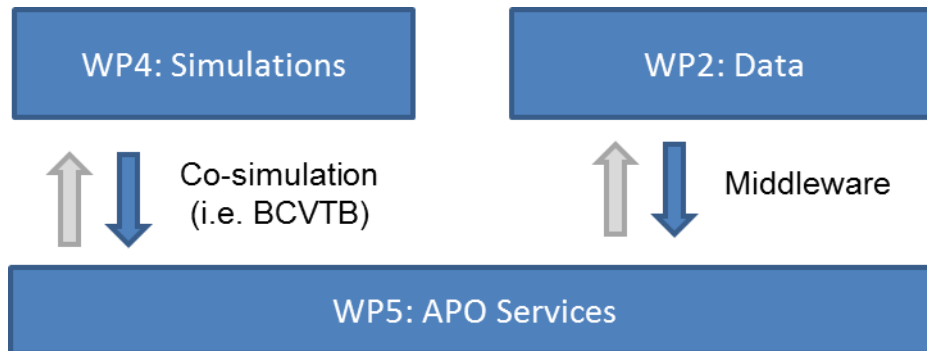 WP4: Simulations
WP2: Data
Co-simulation
(i.e. BCVTB)
Middleware
WP5: APO Services